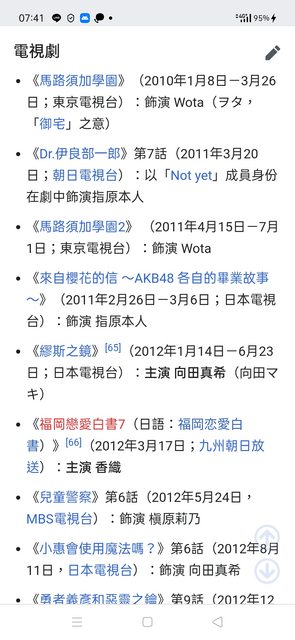 07:41
95%
電視劇
《馬路須加學園》（2010年1月8日－3月26
日；東京電視台）：飾演 Wota（ヲタ，
「御宅」之意）
《Dr.伊良部一郎》第7話（2011年3月20
日；朝日電視台）：以「Not yet」成員身份
在劇中飾演指原本人
《馬路須加學園2》 （2011年4月15日－7月
1日；東京電視台）：飾演 Wota
《來自櫻花的信 ～AKB48 各自的畢業故事
～》（2011年2月26日－3月6日；日本電視
台）：飾演 指原本人
《繆斯之鏡》[65]（2012年1月14日－6月23
日；日本電視台）：主演 向田真希（向田マ
キ）
《福岡戀愛白書7（日語：福岡恋愛白
書）》[66]（2012年3月17日；九州朝日放
送）：主演 香織
《兒童警察》第6話（2012年5月24日，
MBS電視台）：飾演 槇原莉乃
《小惠會使用魔法嗎？》第6話（2012年8月
11日，日本電視台）：飾演 向田真希
《勇者義彥和惡靈之鑰》第9話（2012年12